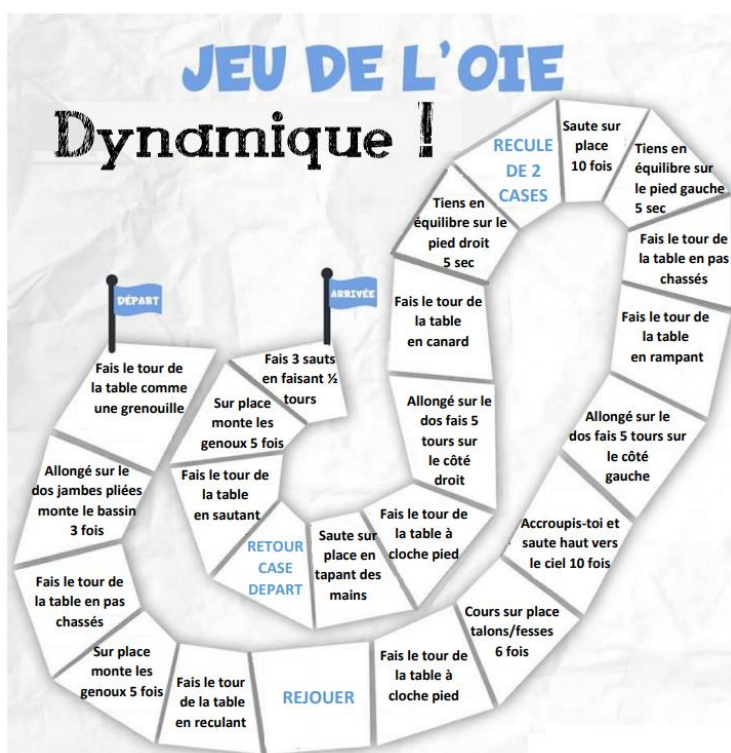 JEU DE L'OIE
Dynamique !
DÉPART
Fais le tour de
la table comme
une grenouille
Allongé sur le
dos jambes pliées
monte le bassin
3 fois
Fais le tour de
la table en pas
chassés
Sur place
monte les
genoux 5 fois
Fais le tour
de la table
en reculant
REJOUER
Fais le tour de
la table à
cloche pied
Cours sur place
talons/fesses
6 fois
Accroupis-toi et
saute haut vers
le ciel 10 fois
Allongé sur le
dos fais 5 tours sur
le côté
gauche
Fais le tour de
la table
en rampant
Fais le tour de
la table en pas
chassés
Tiens en
équilibre sur
le pied gauche
5 sec
Saute sur
place
10 fois
RECULE
DE 2
CASES
Tiens en
équilibre sur le
pied droit
5 sec
Fais le tour de
la table
en canard
Allongé sur le
dos fais 5
tours sur
le côté
droit
Fais le tour de
la table à
cloche pied
Saute sur
place en
tapant des
mains
RETOUR
CASE
DEPART
Fais le tour de
la table
en sautant
Sur place
monte les
genoux 5 fois
Fais 3 sauts
en faisant ½
tours
ARRIVÉE